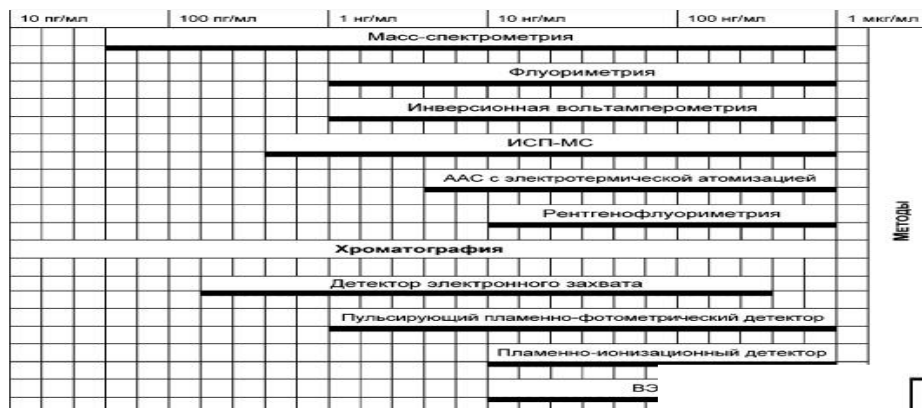 10 пг/мл 100 пг/мл 1 нг/мл 10 нг/мл 100 нг/мл 1 мкг/мл
Масс-спектрометрия
Флуориметрия
Инверсионная вольтамперометрия
ИСП-МС
ААС с электротермической атомизацией
Рентгенофлуориметрия
Методы
Хроматография
Детектор электронного захвата
Пульсирующий пламенно-фотометрический детектор
Пламенно-ионизационный детектор
ВЭ